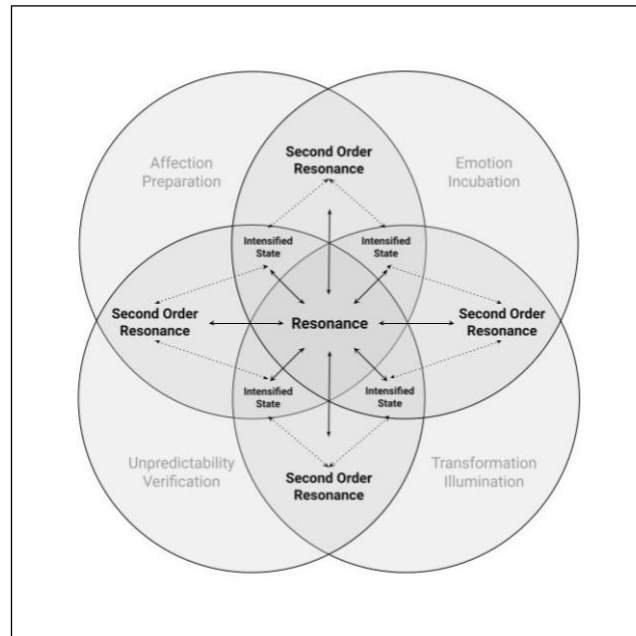 Second Order
Resonance
Affection
Preparation
Emotion
Incubation
Intensified
State
Intensified
State
Second Order
Resonance
Resonance
Second Order
Resonance
Intensified
State
Intensified
State
Unpredictability
Verification
Transformation
Illumination
Second Order
Resonance